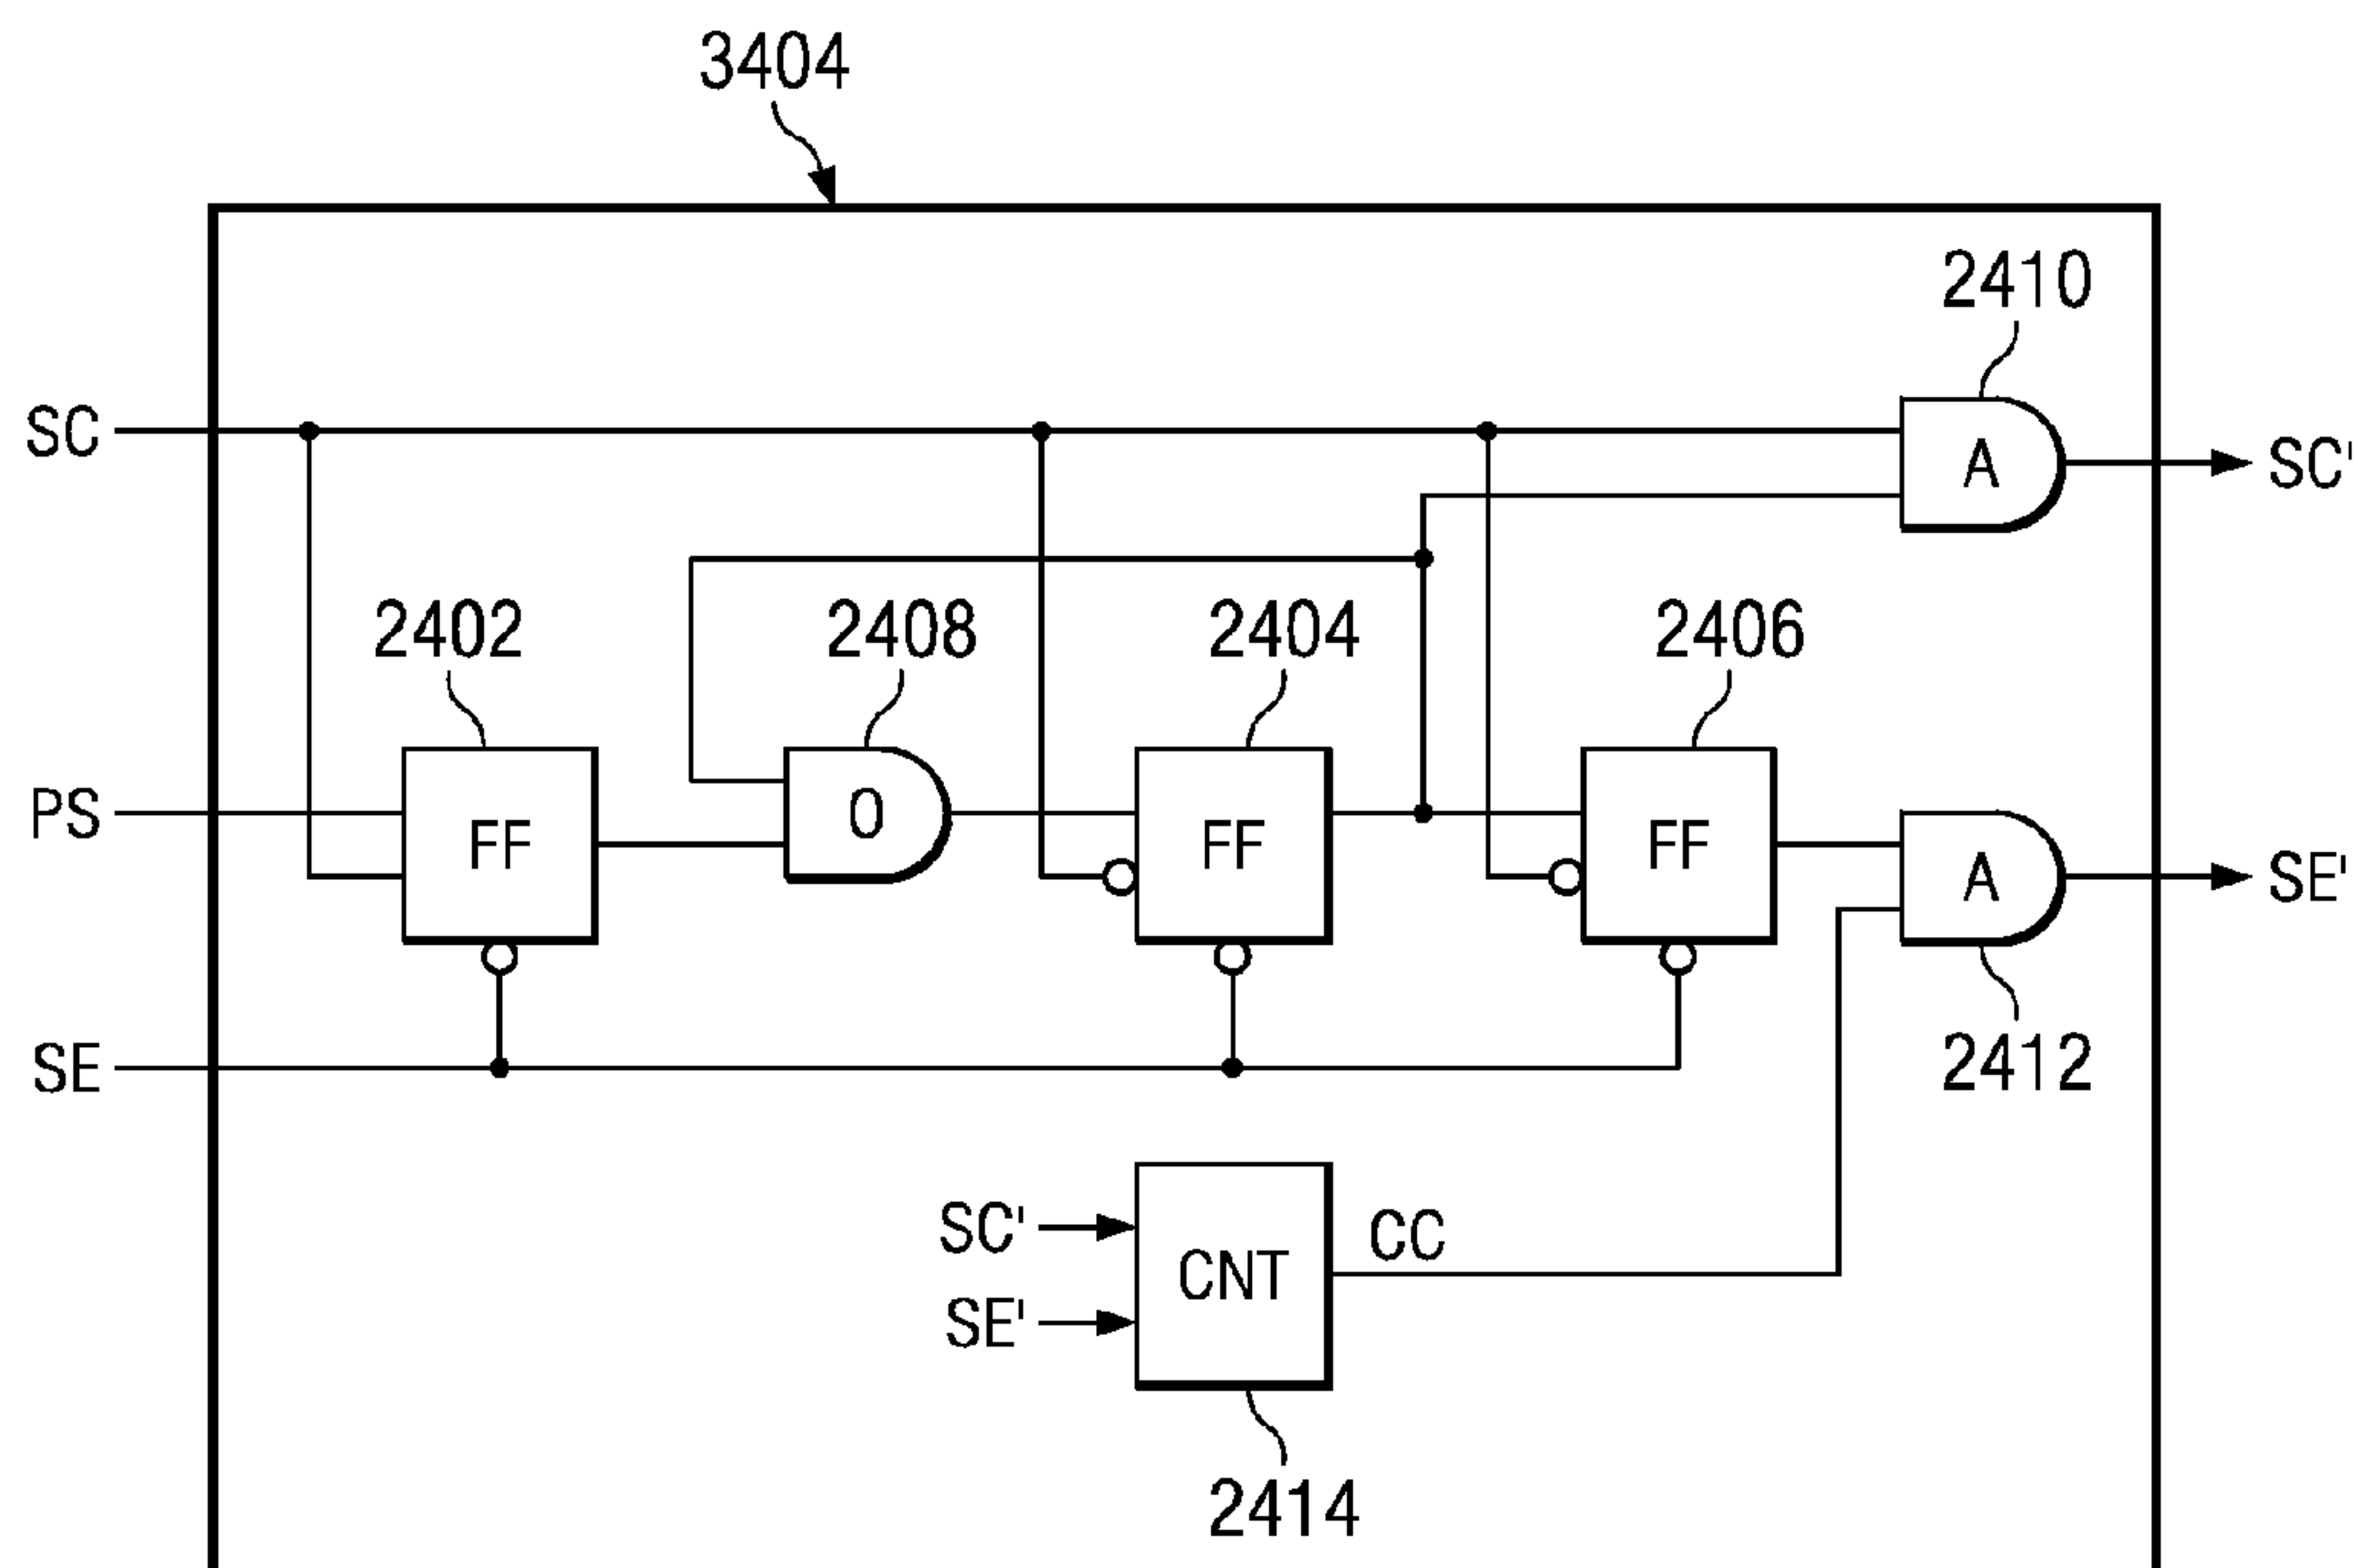 3404
2410
SC
A
SC'
2402
2408
2404
2406
PS
FF
O
FF
FF
A
SE'
SE
2412
SC'
CC
CNT
SE'
2414